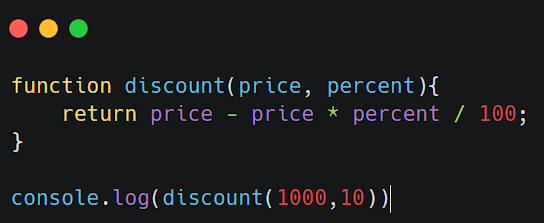 function discount(price, percent){
    return price - price * percent / 100;
}
console.log(discount(1000,10))